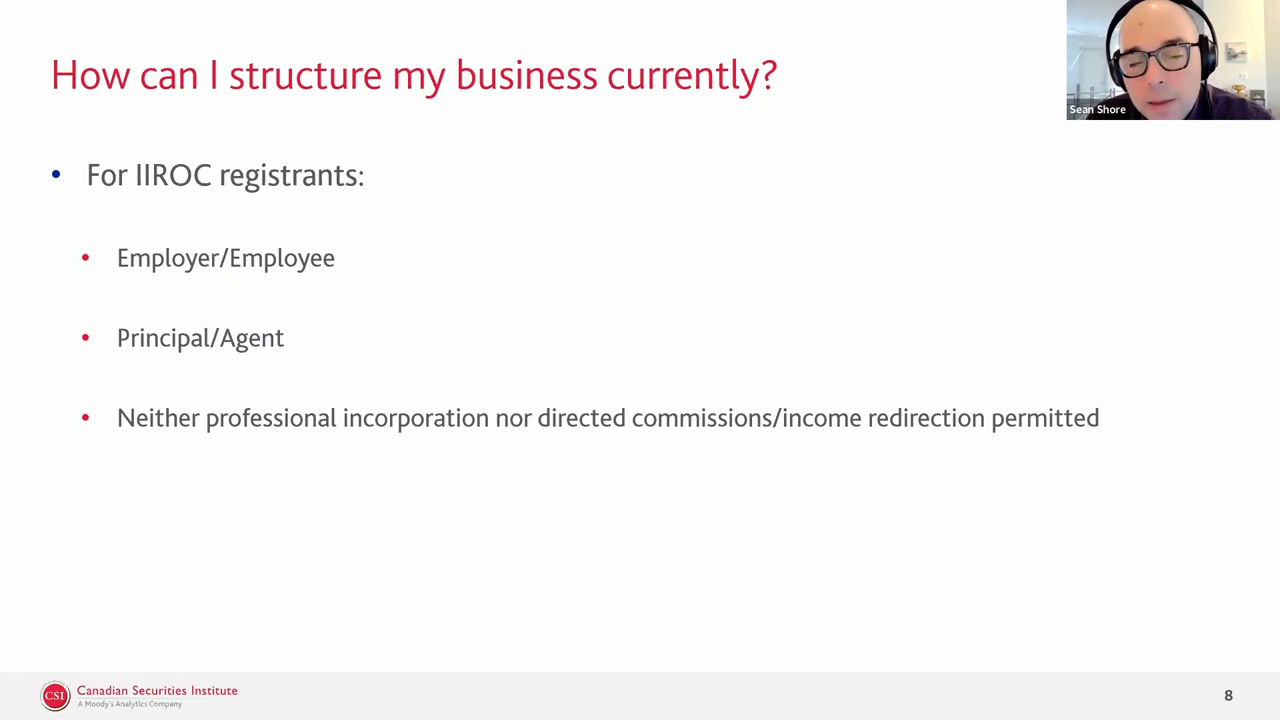 How can I structure my business currently?
Sean Shore
• For IIROC registrants:
• Employer/Employee
• Principal/Agent
• Neither professional incorporation nor directed commissions/income redirection permitted
CSI
Canadian Securities Institute
A Moody's Analytics Company
8